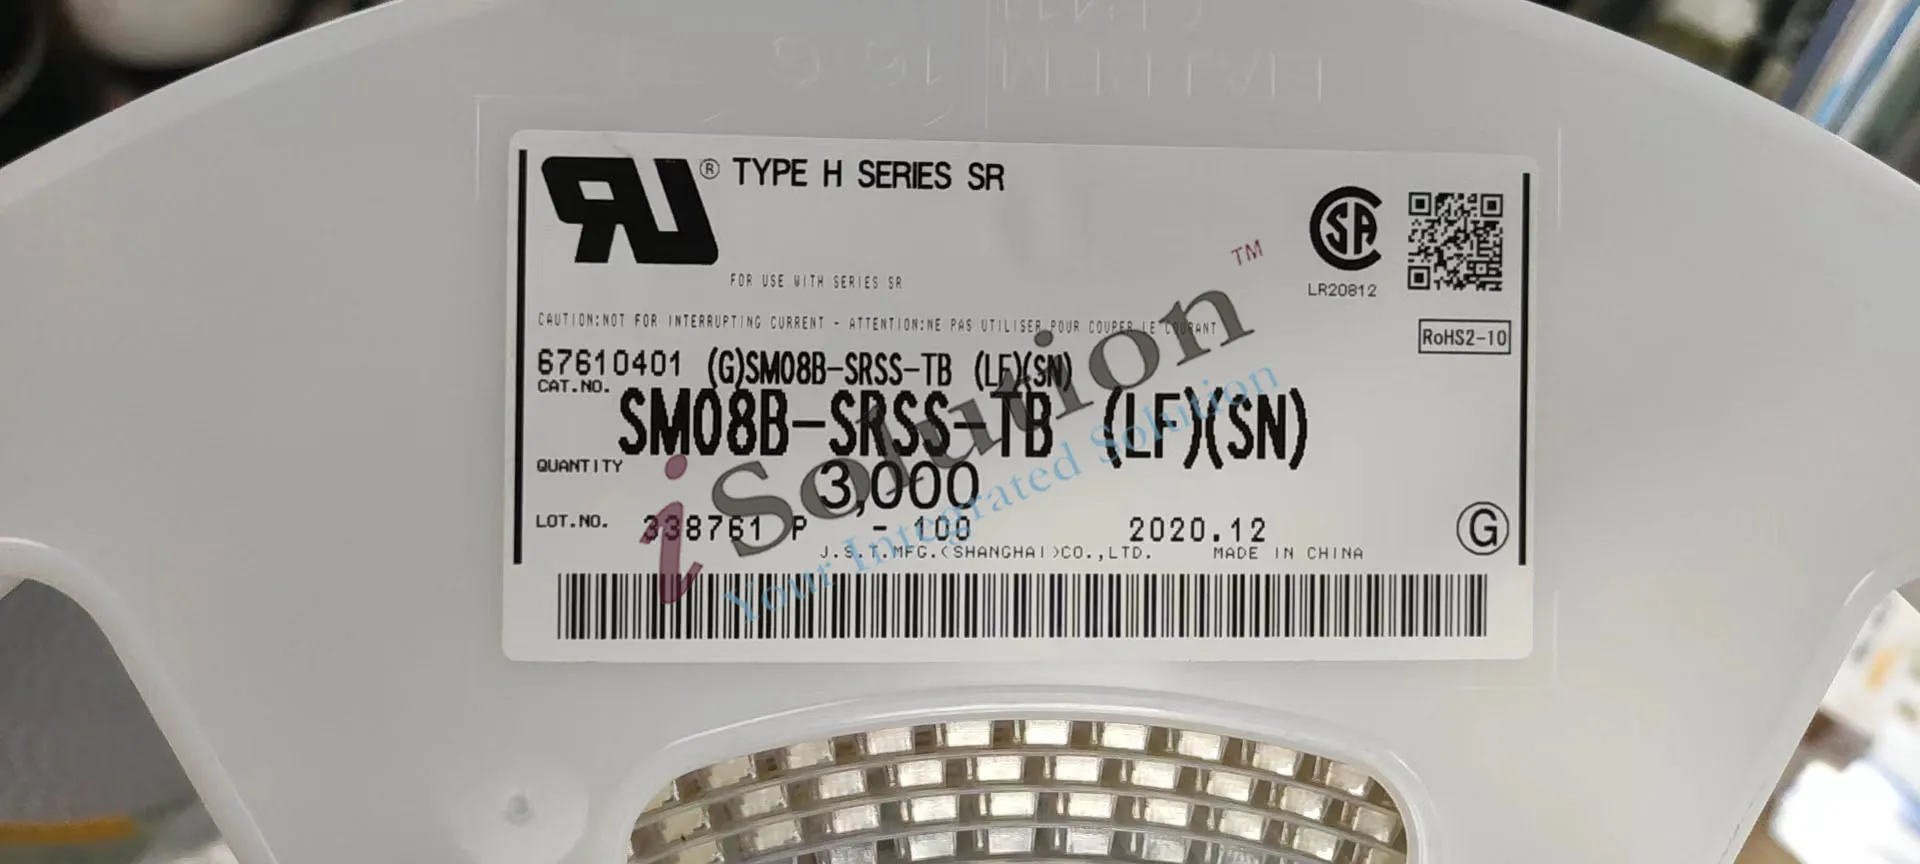 ® TYPE H SERIES SR
FOR USE WITH SERIES SR
LR20812
CAUTION:NOT FOR INTERRUPTING CURRENT - ATTENTION:NE PAS UTILISER POUR COUPER LE COURANT
RoHS2-10
67610401 (G)SM08B-SRSS-TB (LF)(SN)
CAT.NO.
SM08B-SRSS-TB (LF)(SN)
QUANTITY 3,000
LOT.NO. 338761 P - 100 2020.12
G
J.S.T.MFG.(SHANGHAI)CO.,LTD. MADE IN CHINA
iSolution™
Your Integrated Solution